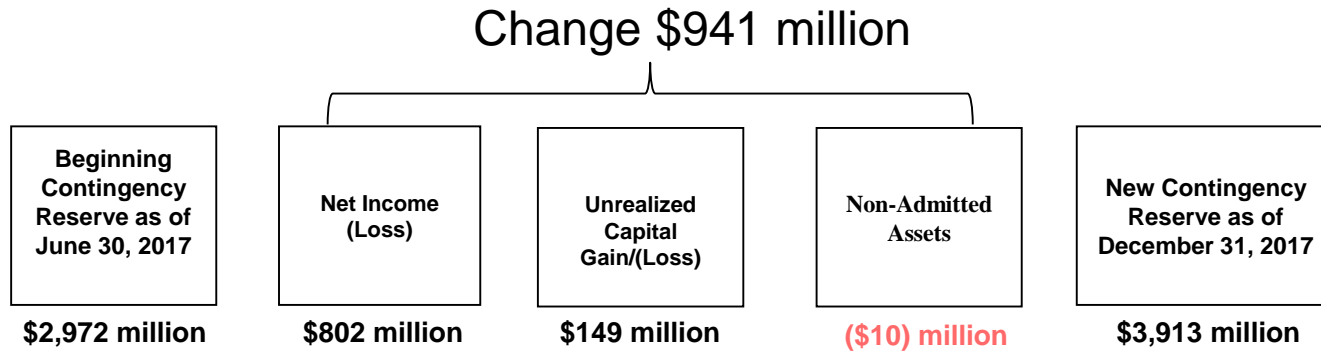 Change $941 million
Beginning
Contingency
Reserve as of
June 30, 2017
Net Income
(Loss)
Unrealized
Capital
Gain/(Loss)
Non-Admitted
Assets
New Contingency
Reserve as of
December 31, 2017
$2,972 million
$802 million
$149 million
($10) million
$3,913 million